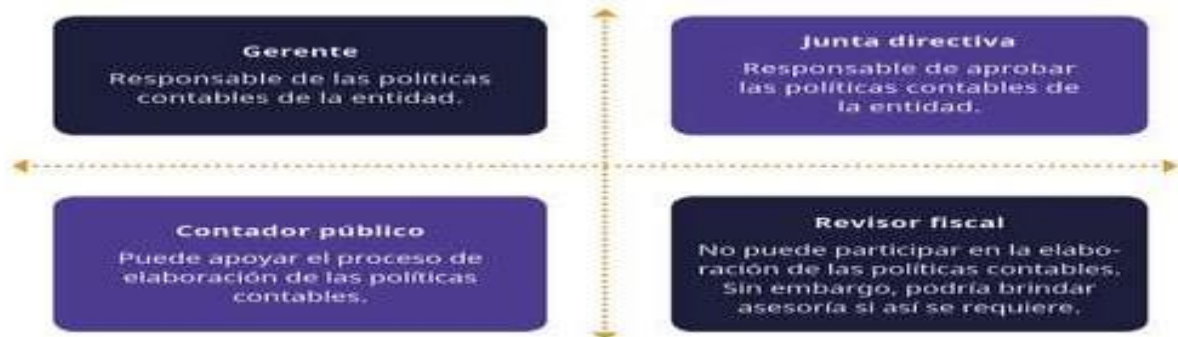 Gerente
Responsable de las políticas
contables de la entidad.
Junta directiva
Responsable de aprobar
las políticas contables de
la entidad.
Contador público
Puede apoyar el proceso de
elaboración de las políticas
contables.
Revisor fiscal
No puede participar en la elabo-
ración de las políticas contables.
Sin embargo, podría brindar
asesoría si así se requiere.